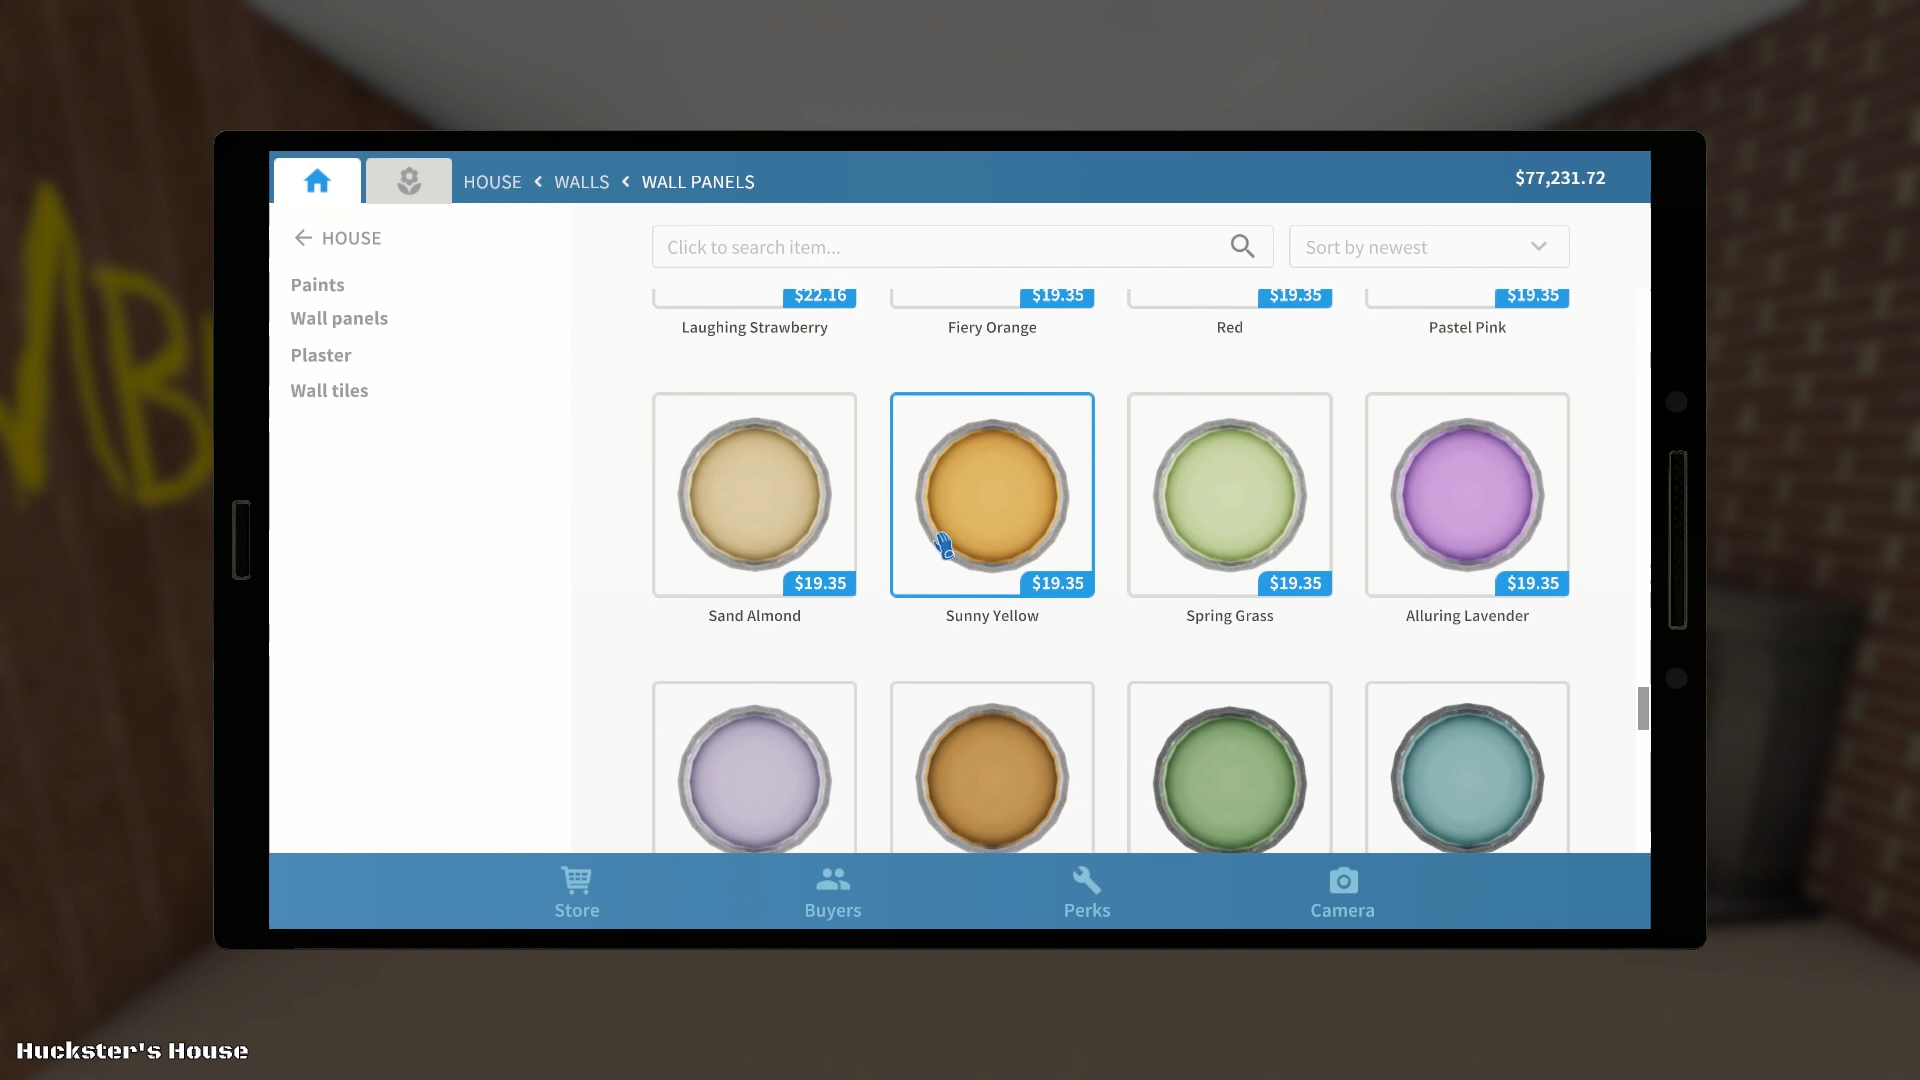 HOUSE < WALLS < WALL PANELS
$77,231.72
HOUSE
Paints
Wall panels
Plaster
Wall tiles
Click to search item...
Sort by newest
$22.16 $19.35 $19.35 $19.35
Laughing Strawberry Fiery Orange Red Pastel Pink
$19.35 $19.35 $19.35 $19.35
Sand Almond Sunny Yellow Spring Grass Alluring Lavender
Store Buyers Perks Camera
Huckster's House